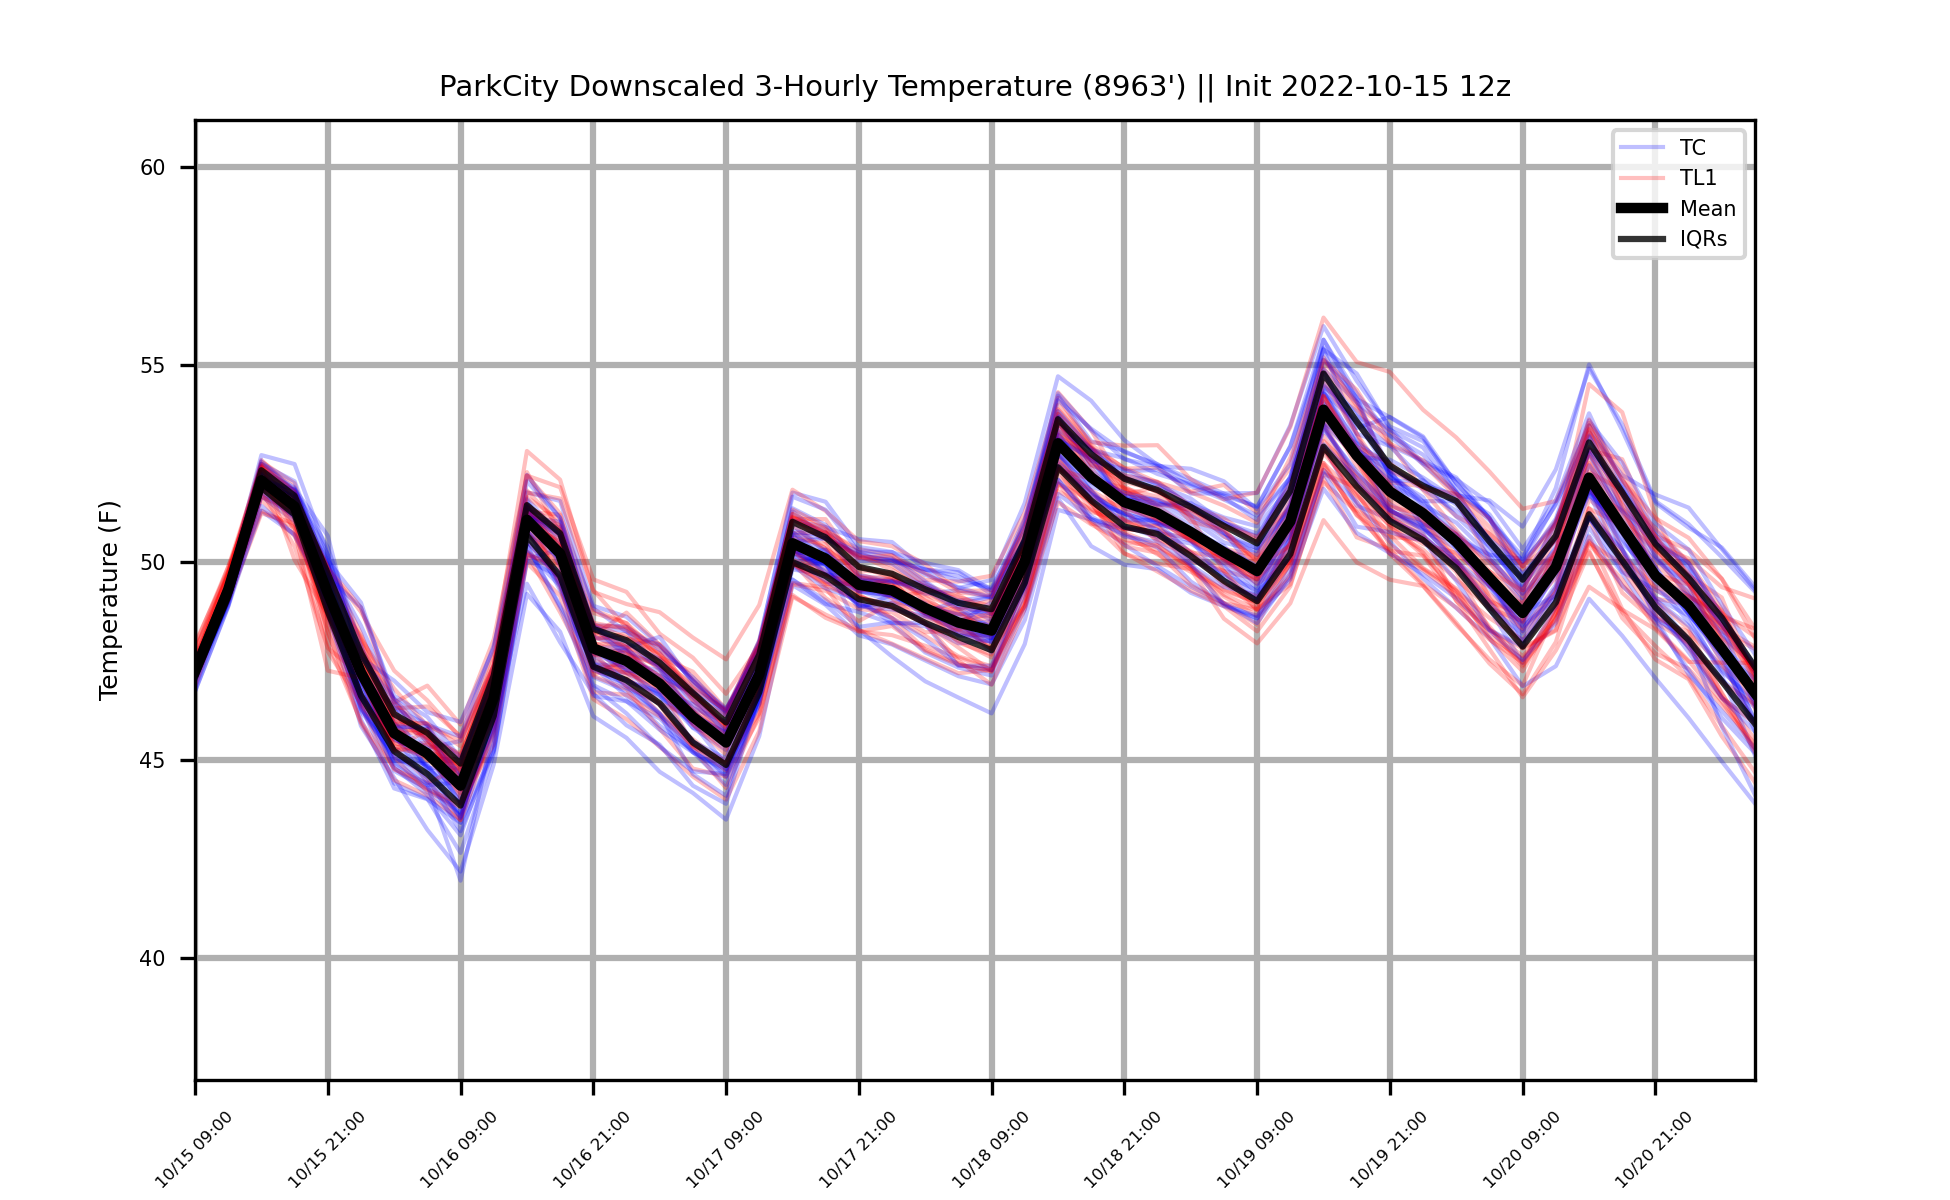 ParkCity Downscaled 3-Hourly Temperature (8963') || Init 2022-10-15 12z
TC
TL1
Mean
IQRs
Temperature (F)
60
55
50
45
40
10/15 09:00
10/15 21:00
10/16 09:00
10/16 21:00
10/17 09:00
10/17 21:00
10/18 09:00
10/18 21:00
10/19 09:00
10/19 21:00
10/20 09:00
10/20 21:00